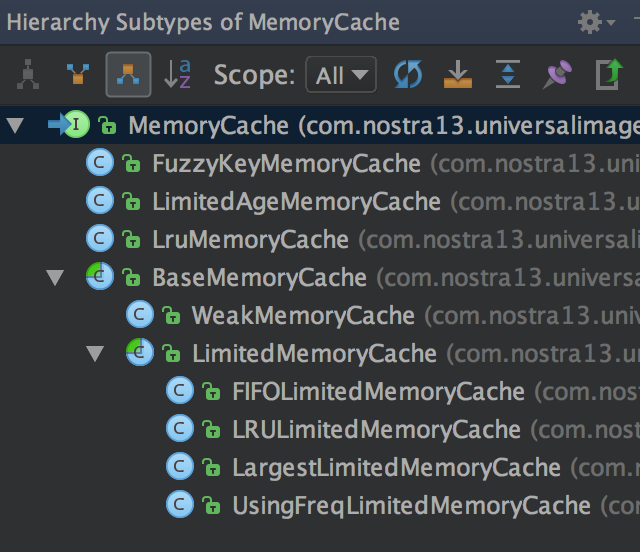 Hierarchy Subtypes of MemoryCache
Scope: All
MemoryCache (com.nostra13.universalimage
FuzzyKeyMemoryCache (com.nostra13.uni
LimitedAgeMemoryCache (com.nostra13.u
LruMemoryCache (com.nostra13.universali
BaseMemoryCache (com.nostra13.universa
WeakMemoryCache (com.nostra13.univ
LimitedMemoryCache (com.nostra13.un
FIFOLimitedMemoryCache (com.nost
LRULimitedMemoryCache (com.nost
LargestLimitedMemoryCache (com.n
UsingFreqLimitedMemoryCache (com